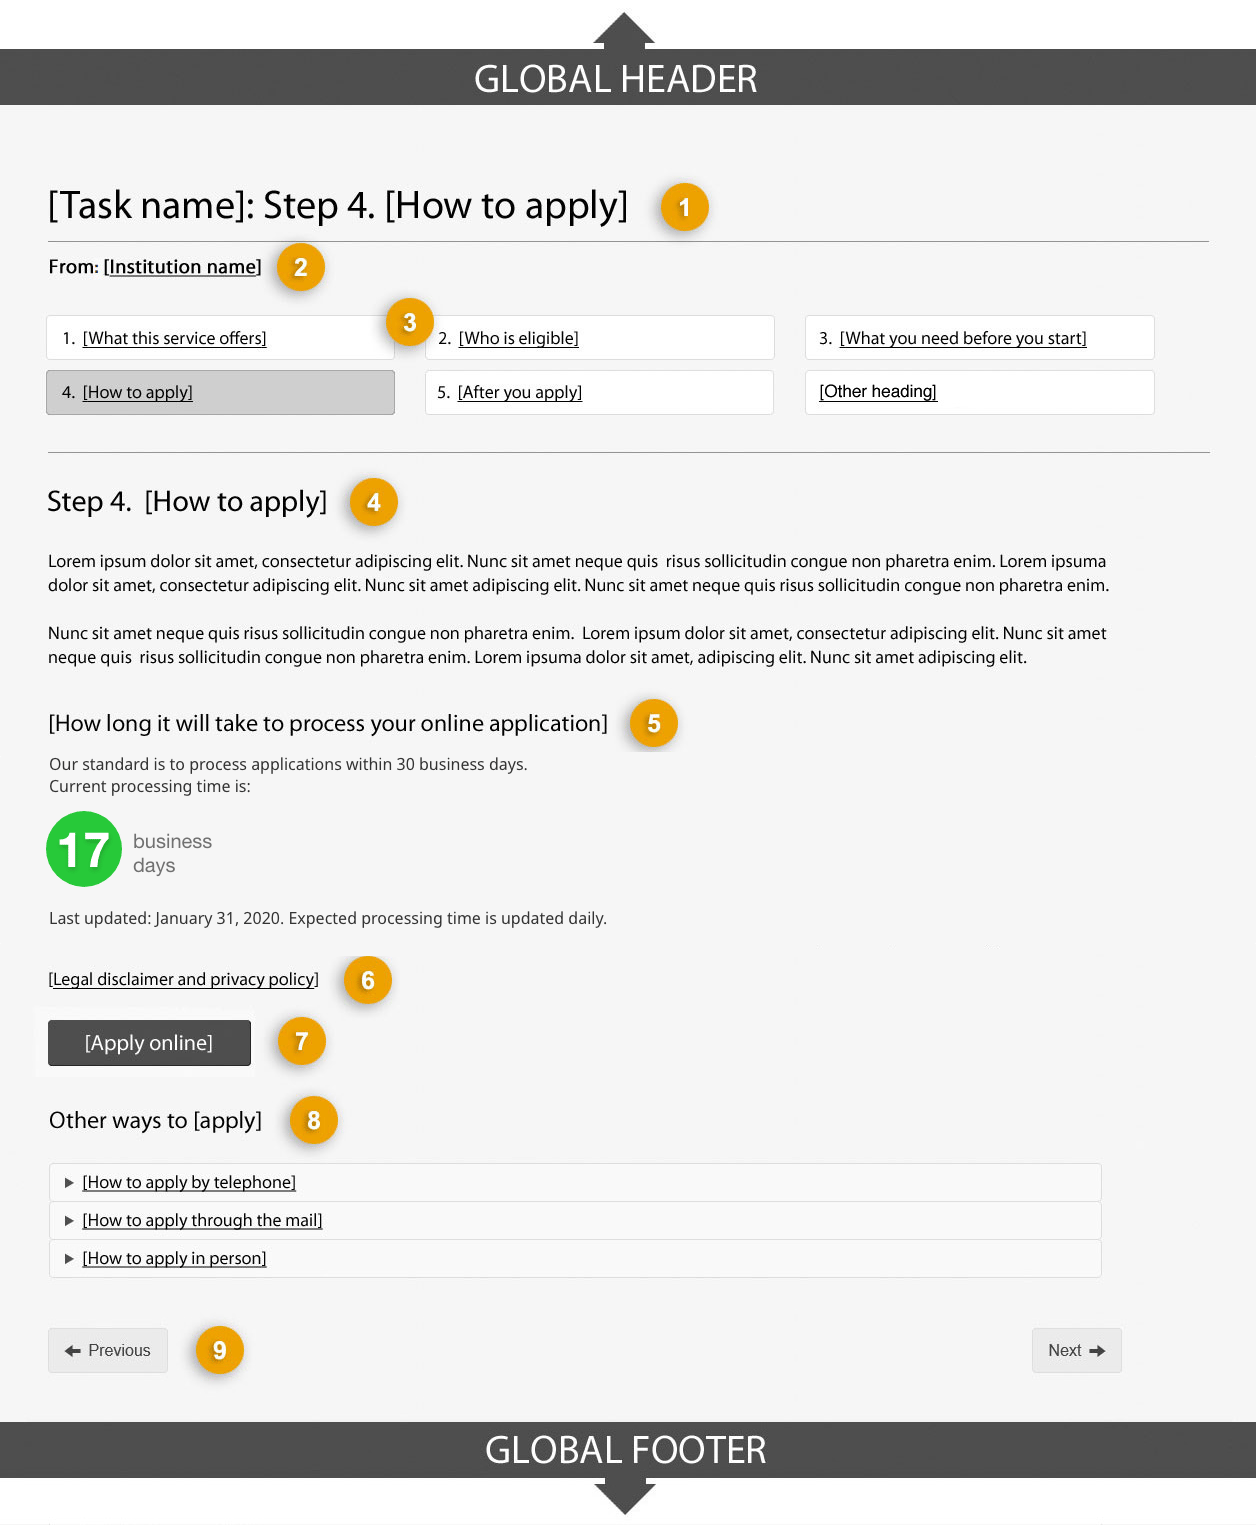 GLOBAL HEADER
[Task name]: Step 4. [How to apply] 1
From: [Institution name] 2
3
1. [What this service offers] 2. [Who is eligible] 3. [What you need before you start]
4. [How to apply] 5. [After you apply] [Other heading]
Step 4. [How to apply] 4
Lorem ipsum dolor sit amet, consectetur adipiscing elit. Nunc sit amet neque quis risus sollicitudin congue non pharetra enim. Lorem ipsuma
dolor sit amet, consectetur adipiscing elit. Nunc sit amet adipiscing elit. Nunc sit amet neque quis risus sollicitudin congue non pharetra enim.
Nunc sit amet neque quis risus sollicitudin congue non pharetra enim. Lorem ipsum dolor sit amet, consectetur adipiscing elit. Nunc sit amet
neque quis risus sollicitudin congue non pharetra enim. Lorem ipsuma dolor sit amet, adipiscing elit. Nunc sit amet adipiscing elit.
[How long it will take to process your online application] 5
Our standard is to process applications within 30 business days.
Current processing time is:
17 business
days
Last updated: January 31, 2020. Expected processing time is updated daily.
[Legal disclaimer and privacy policy] 6
[Apply online] 7
Other ways to [apply] 8
[How to apply by telephone]
[How to apply through the mail]
[How to apply in person]
Previous 9 Next
GLOBAL FOOTER